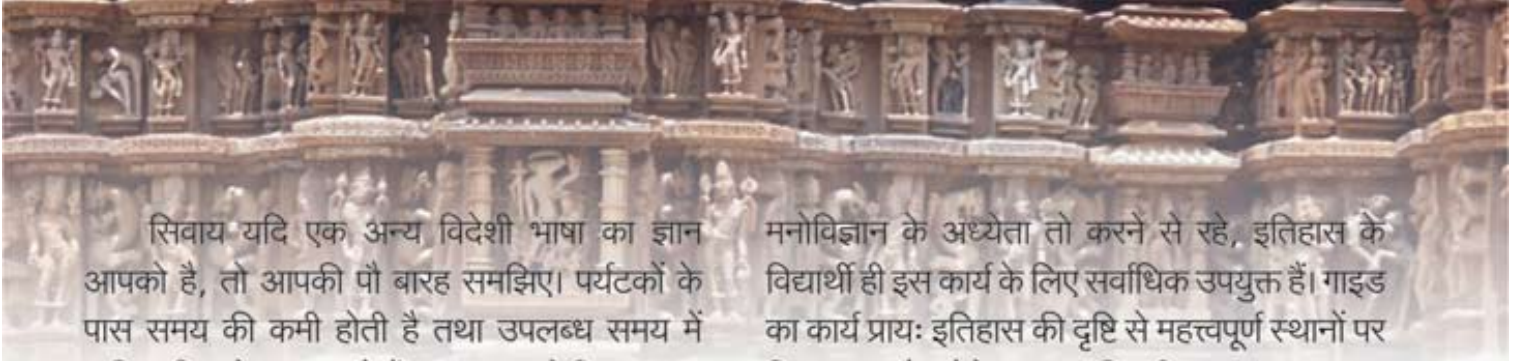 सिवाय यदि एक अन्य विदेशी भाषा का ज्ञान
आपको है, तो आपकी पौ बारह समझिए। पर्यटकों के
पास समय की कमी होती है तथा उपलब्ध समय में
मनोविज्ञान के अध्येता तो करने से रहे, इतिहास के
विद्यार्थी ही इस कार्य के लिए सर्वाधिक उपयुक्त हैं। गाइड
का कार्य प्रायः इतिहास की दृष्टि से महत्त्वपूर्ण स्थानों पर